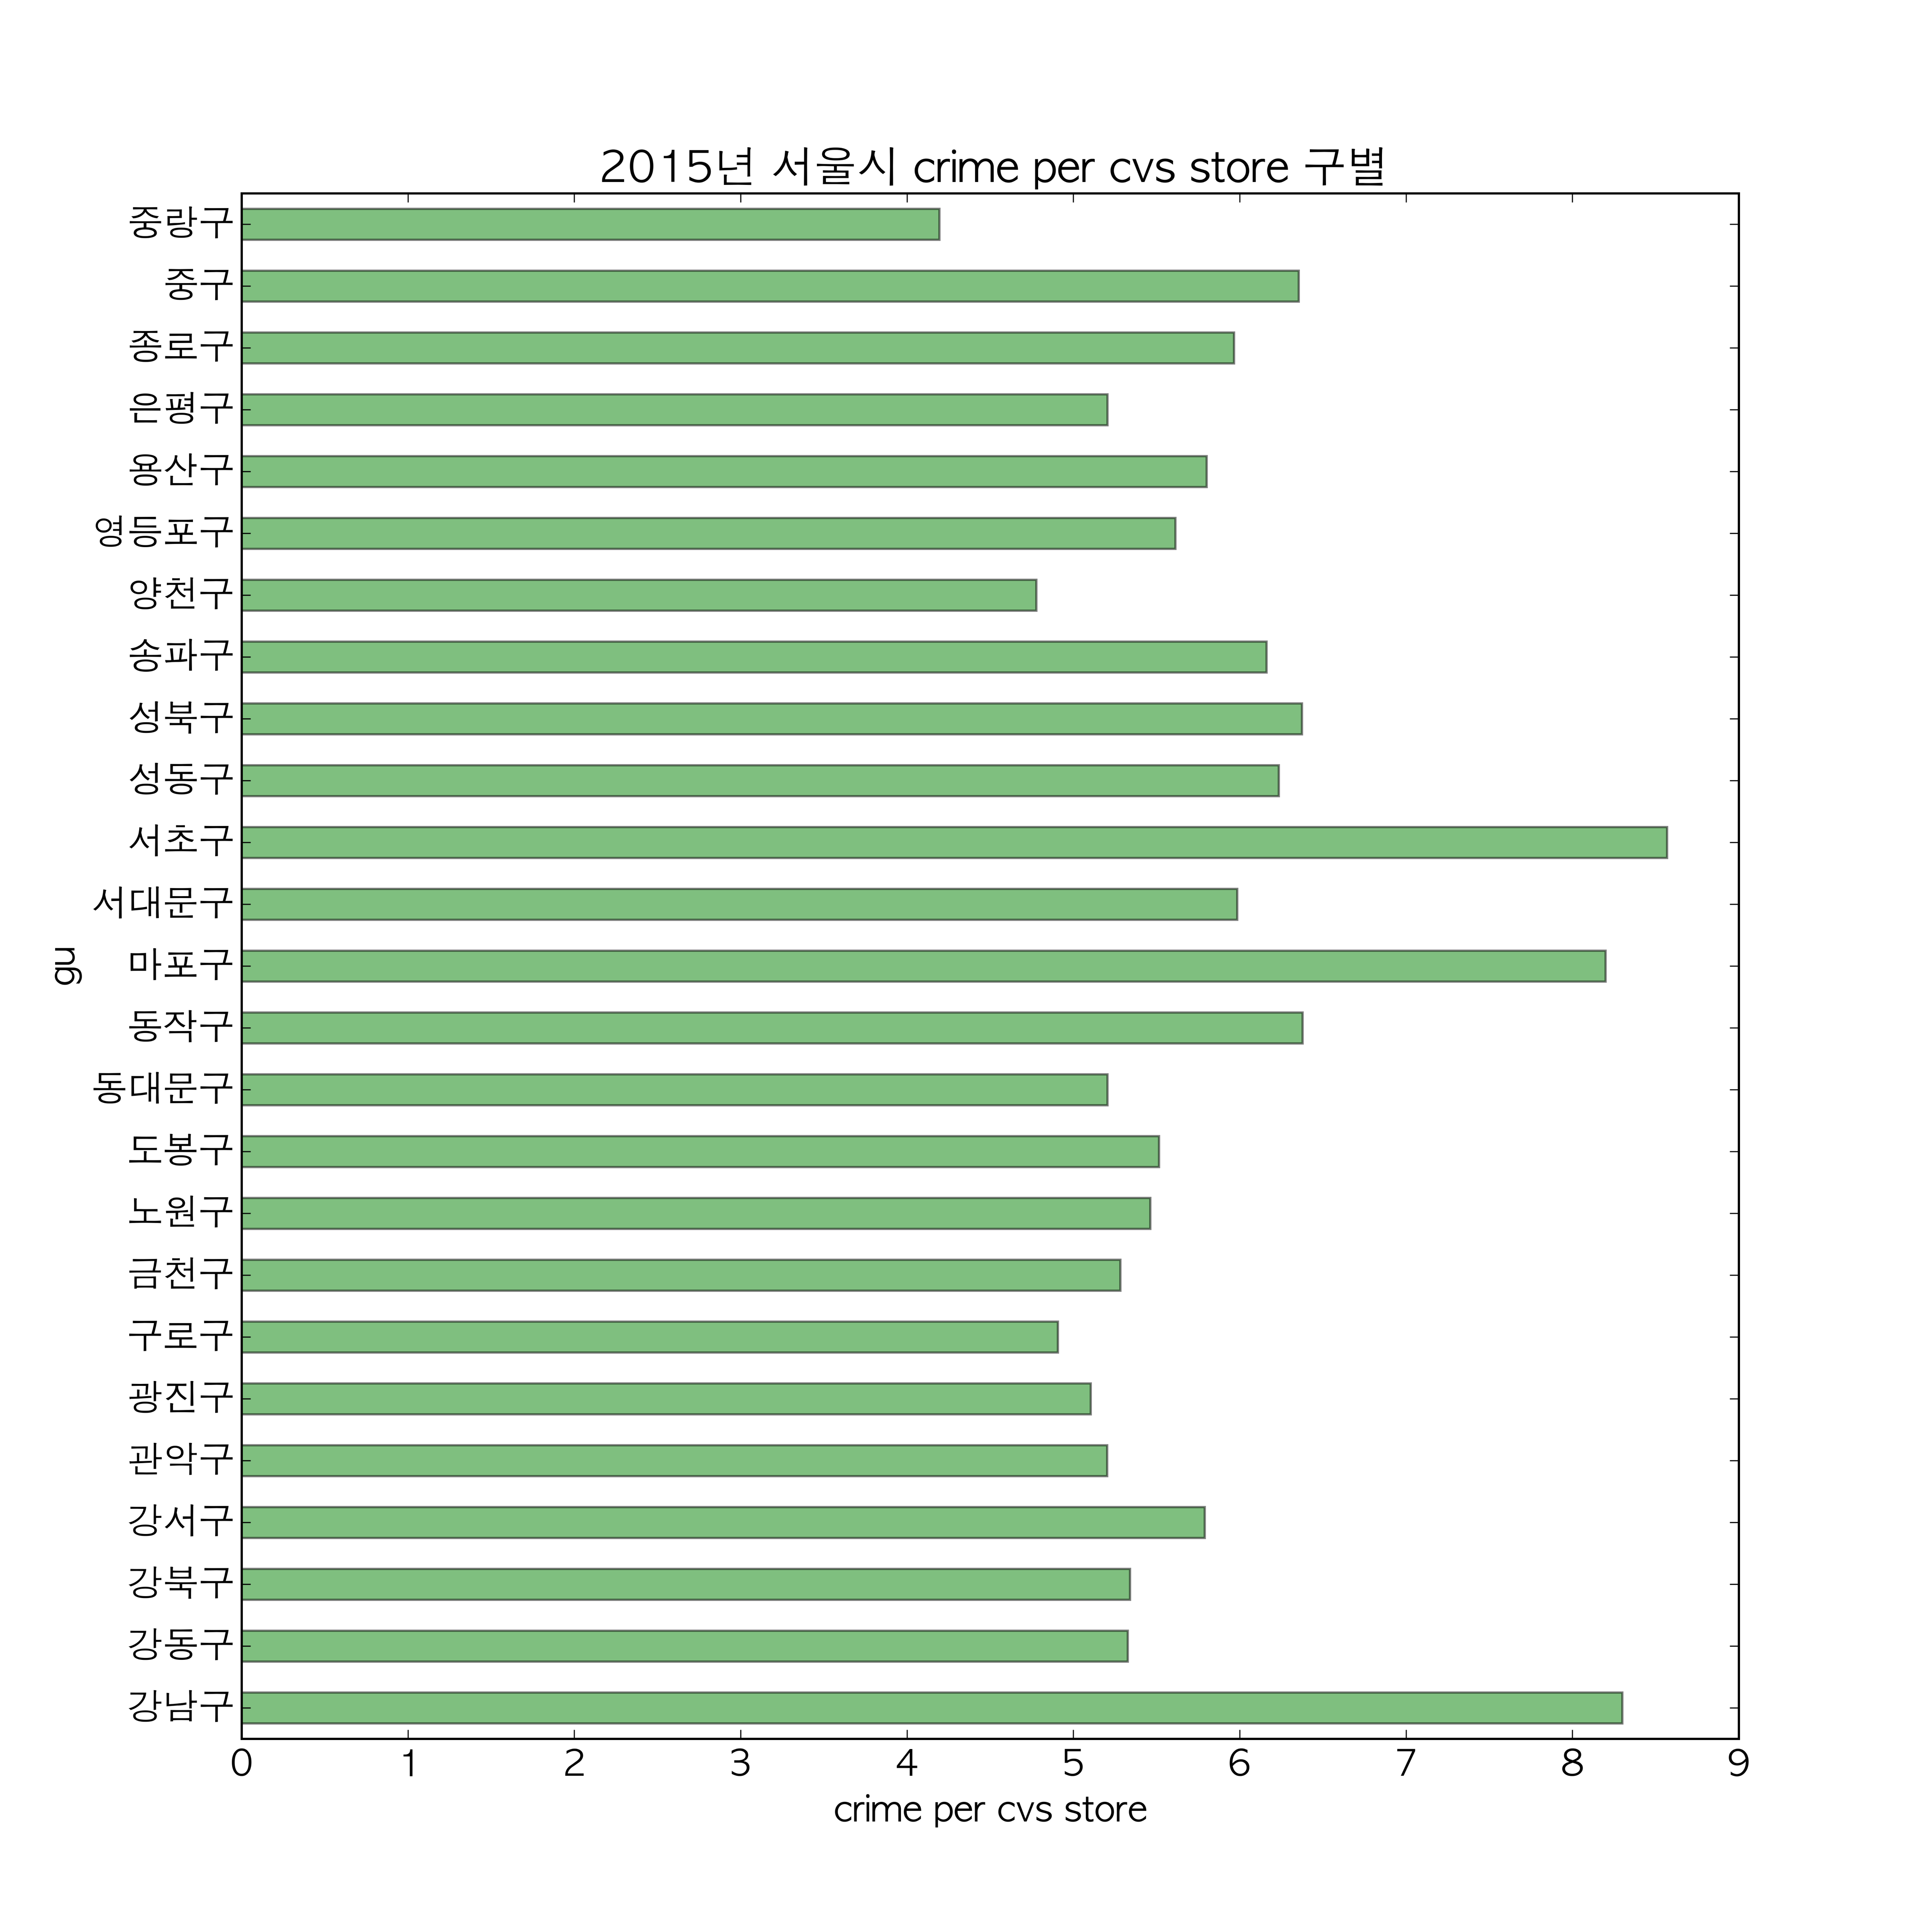 2015년 서울시 crime per cvs store 구별
중랑구
중구
종로구
은평구
용산구
영등포구
양천구
송파구
성북구
성동구
서초구
서대문구
마포구
동작구
동대문구
도봉구
노원구
금천구
구로구
광진구
관악구
강서구
강북구
강동구
강남구
gu
0 1 2 3 4 5 6 7 8 9
crime per cvs store